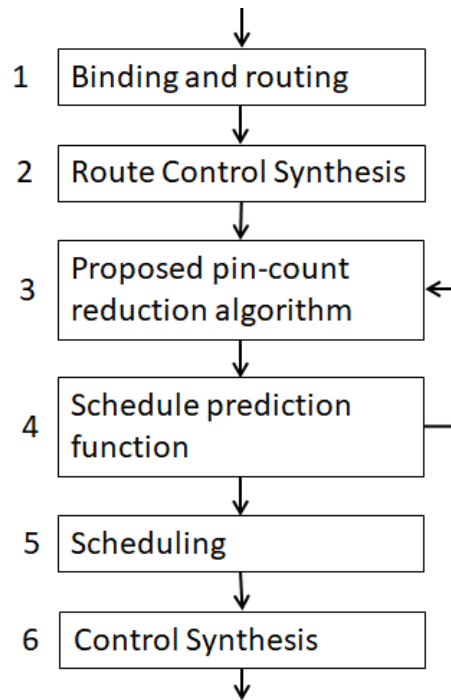 1 Binding and routing
2 Route Control Synthesis
3 Proposed pin-count
reduction algorithm
4 Schedule prediction
function
5 Scheduling
6 Control Synthesis